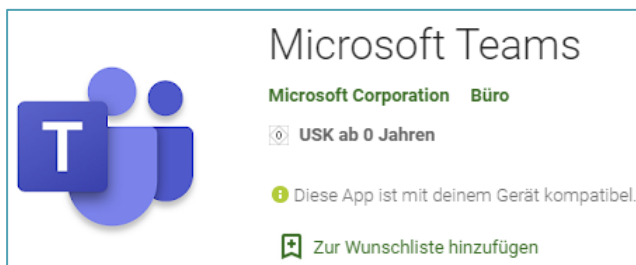 Microsoft Teams
Microsoft Corporation Büro
0 USK ab 0 Jahren
Diese App ist mit deinem Gerät kompatibel.
Zur Wunschliste hinzufügen
T